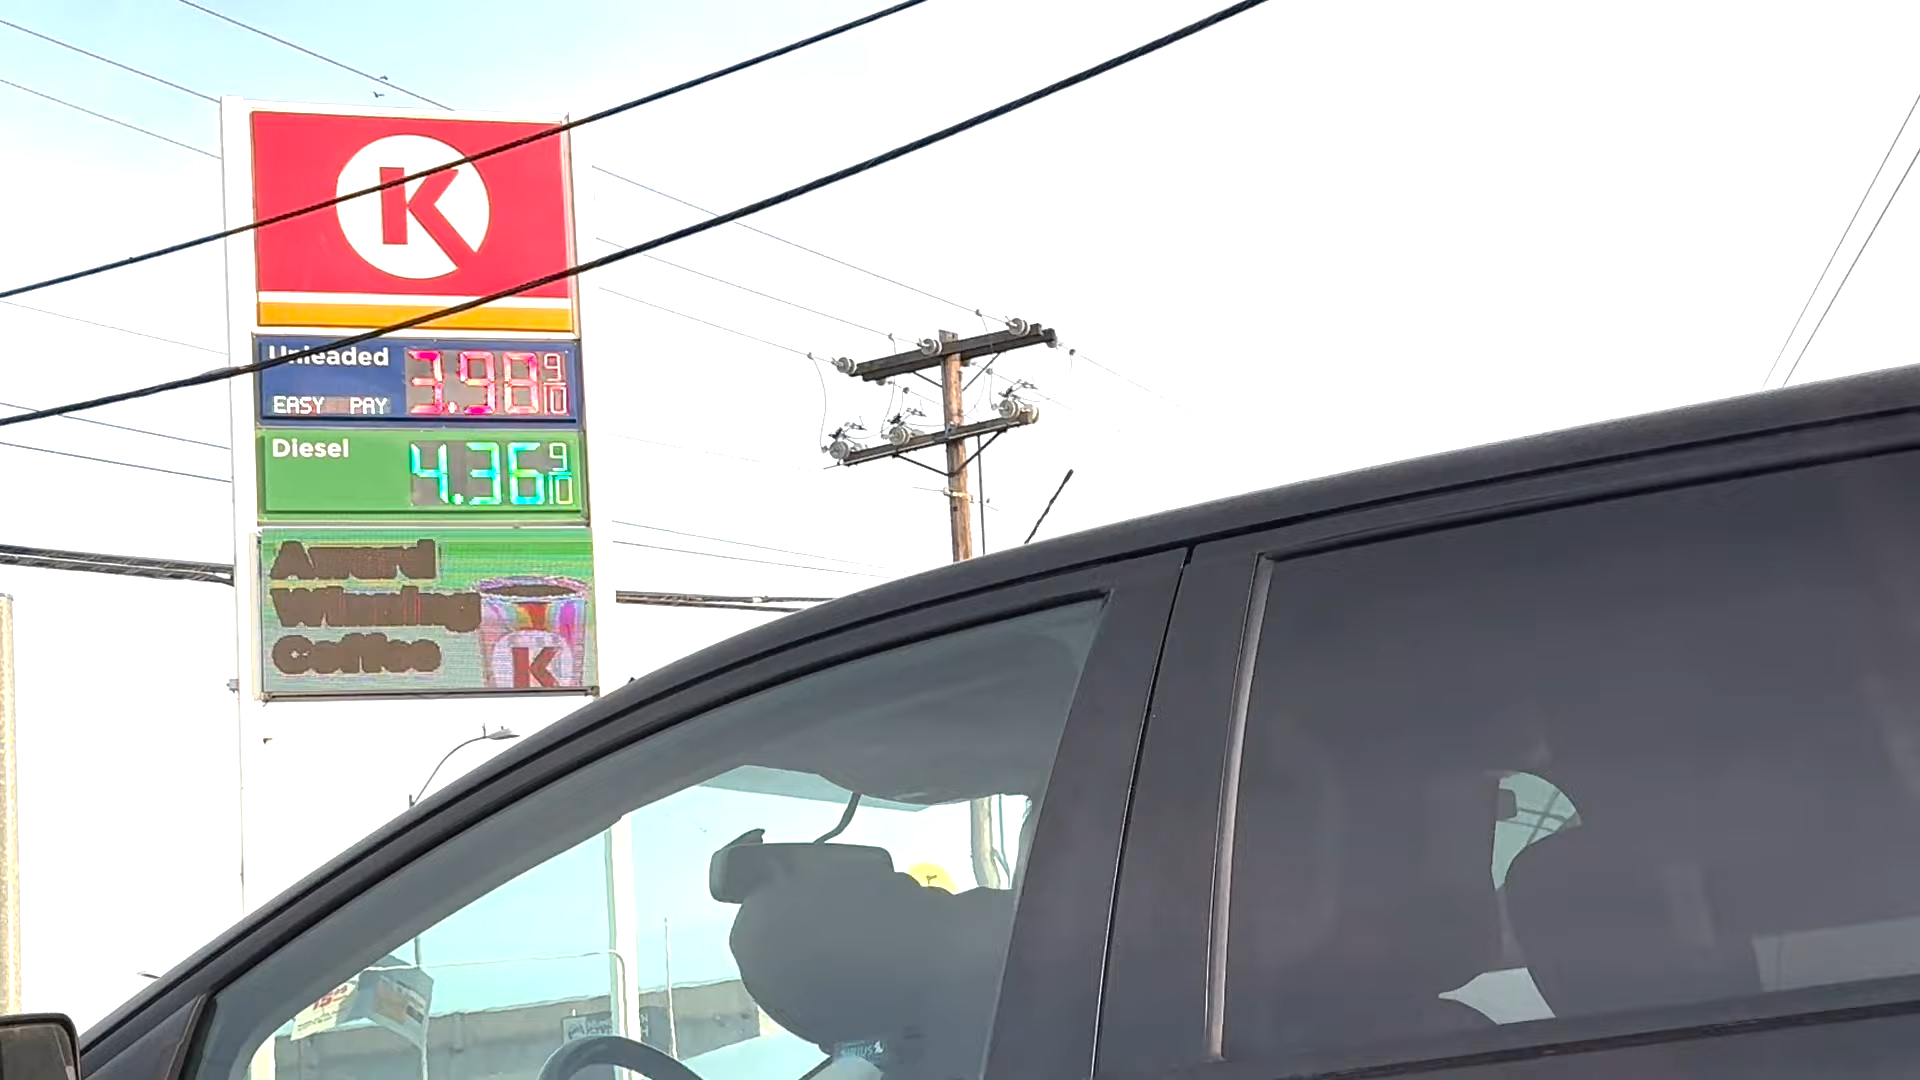 K
Unleaded
3.98 9/10
EASY PAY
Diesel
4.36 9/10
Award
Winning
Coffee
K